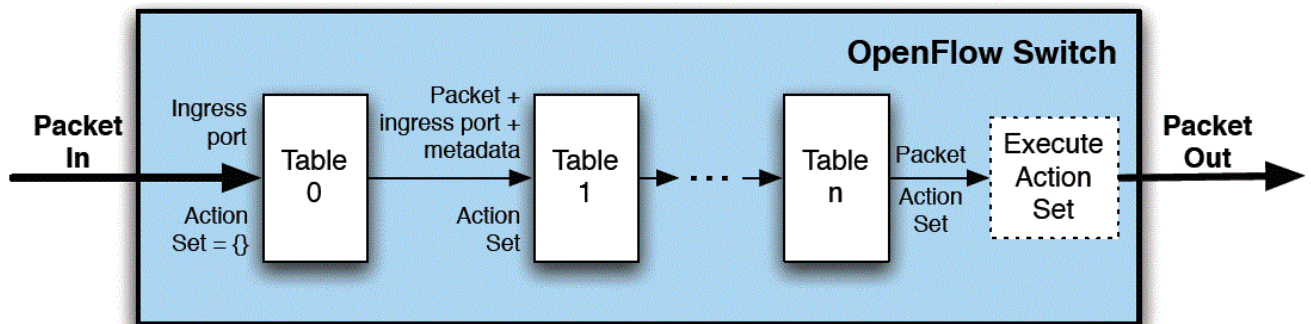 OpenFlow Switch
Packet
In
Ingress
port
Action
Set = {}
Table
0
Packet +
ingress port +
metadata
Action
Set
Table
1
...
Table
n
Packet
Action
Set
Execute
Action
Set
Packet
Out